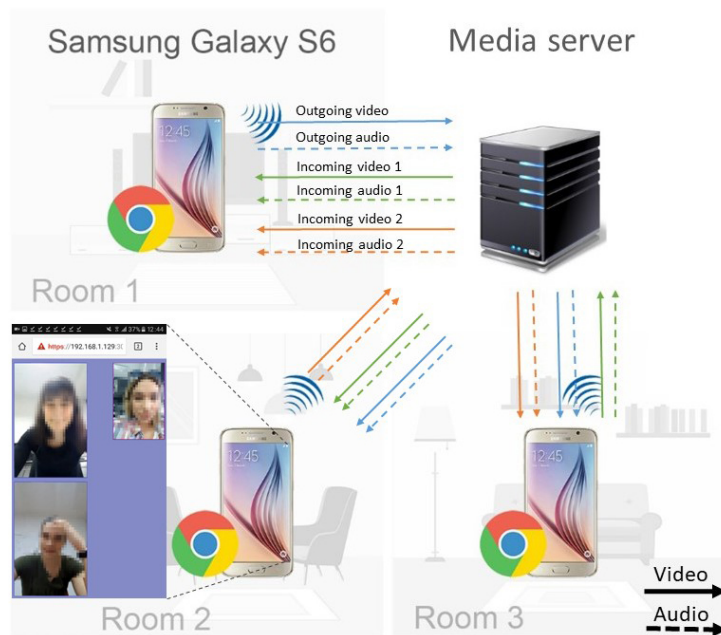 Samsung Galaxy S6
Media server
12:45
Outgoing video
Outgoing audio
Incoming video 1
Incoming audio 1
Incoming video 2
Incoming audio 2
Room 1
37% 12:44
https://192.168.1.129:3
12:45
12:45
Video
Audio
Room 2
Room 3